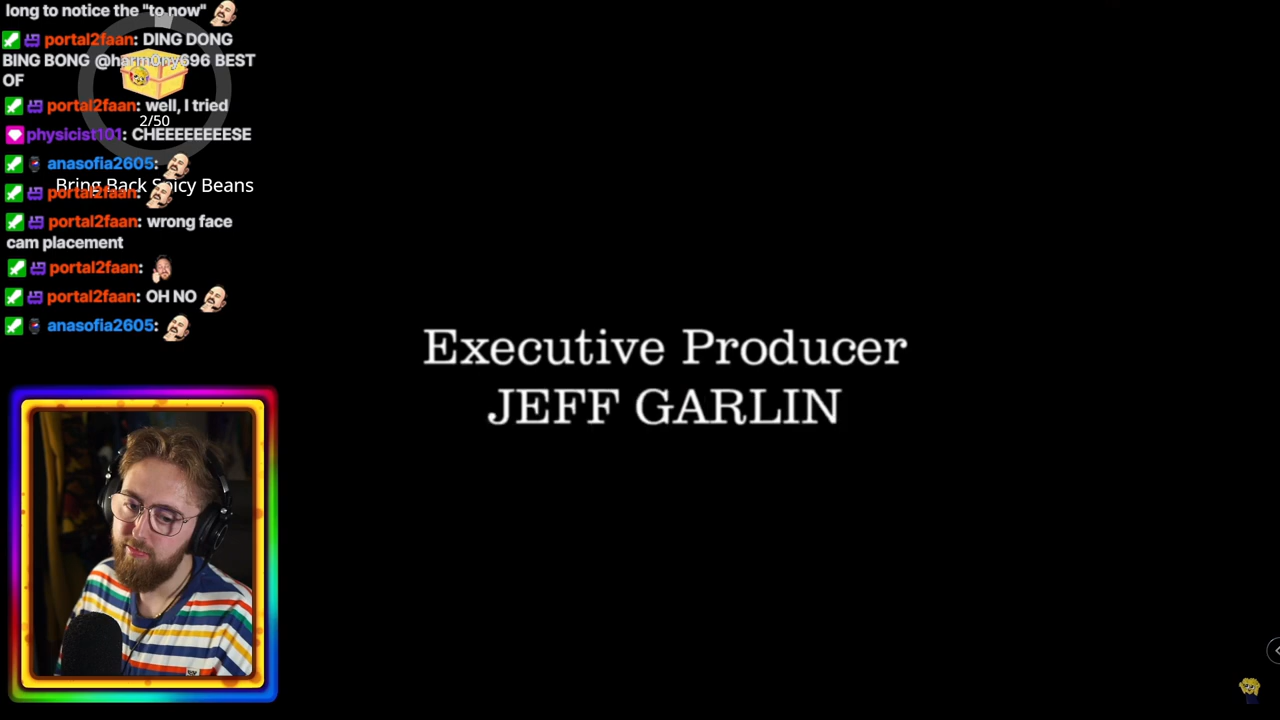 long to notice the "to now"
portal2faan: DING DONG
BING BONG @harm0ny696 BEST
OF
portal2faan: well, I tried
2/50
physicist101: CHEEEEEEEESE
anasofia2605:
Bring Back Spicy Beans
portal2faan:
portal2faan: wrong face
cam placement
portal2faan:
portal2faan: OH NO
anasofia2605:
Executive Producer
JEFF GARLIN